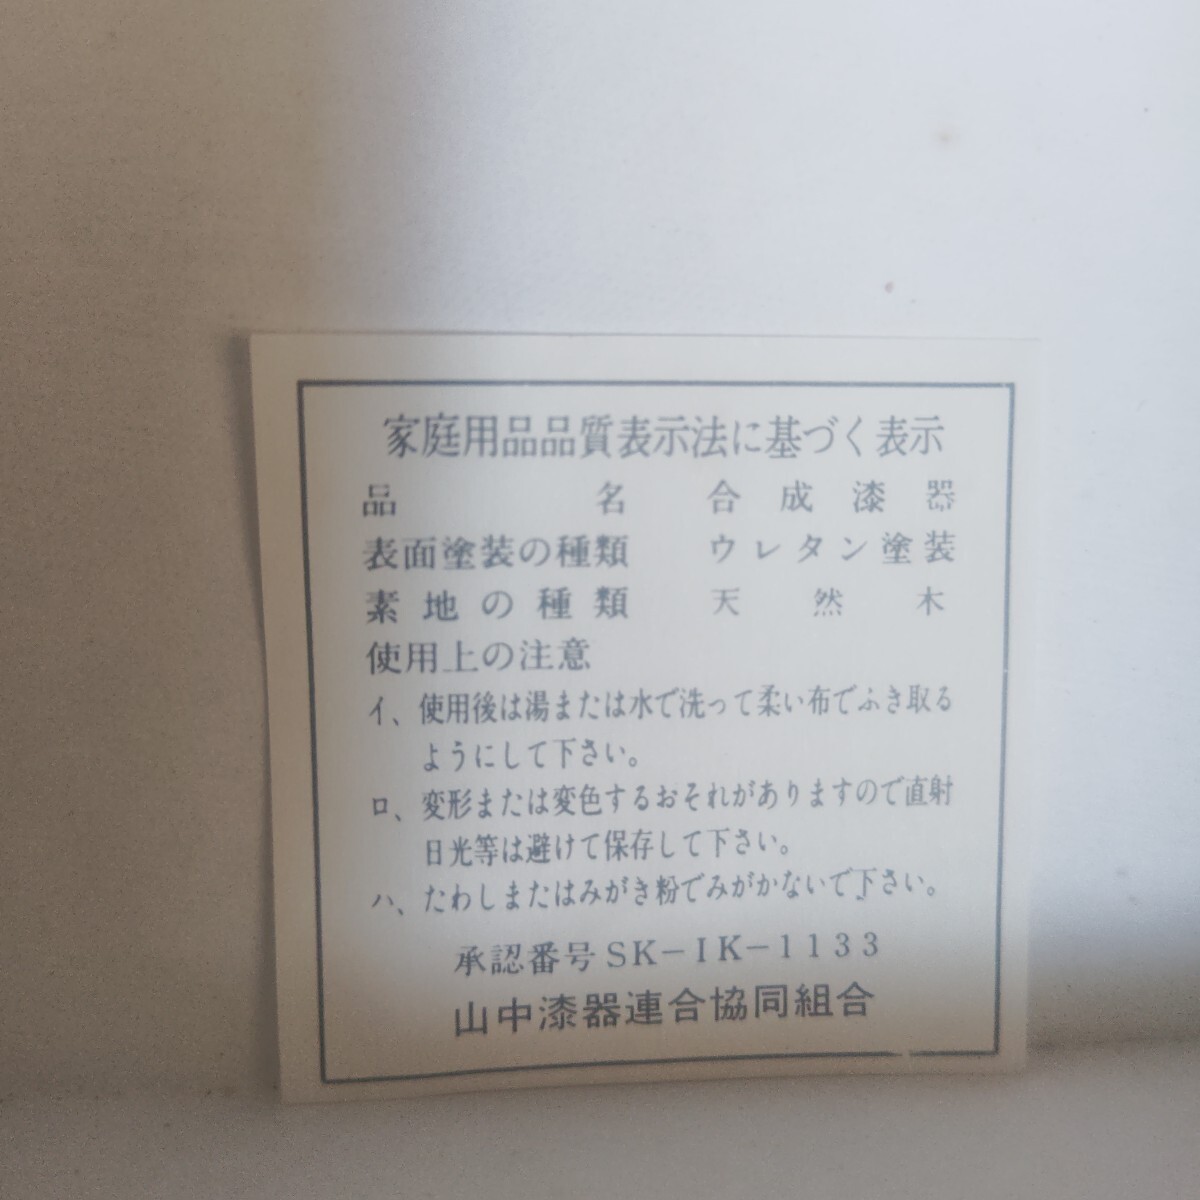 家庭用品品質表示法に基づく表示
品名 合成漆器
表面塗装の種類 ウレタン塗装
素地の種類 天然木
使用上の注意
イ、使用後は湯または水で洗って柔い布でふき取る
ようにして下さい。
ロ、変形または変色するおそれがありますので直射
日光等は避けて保存して下さい。
ハ、たわしまたはみがき粉でみがかないで下さい。
承認番号SK-IK-1133
山中漆器連合協同組合